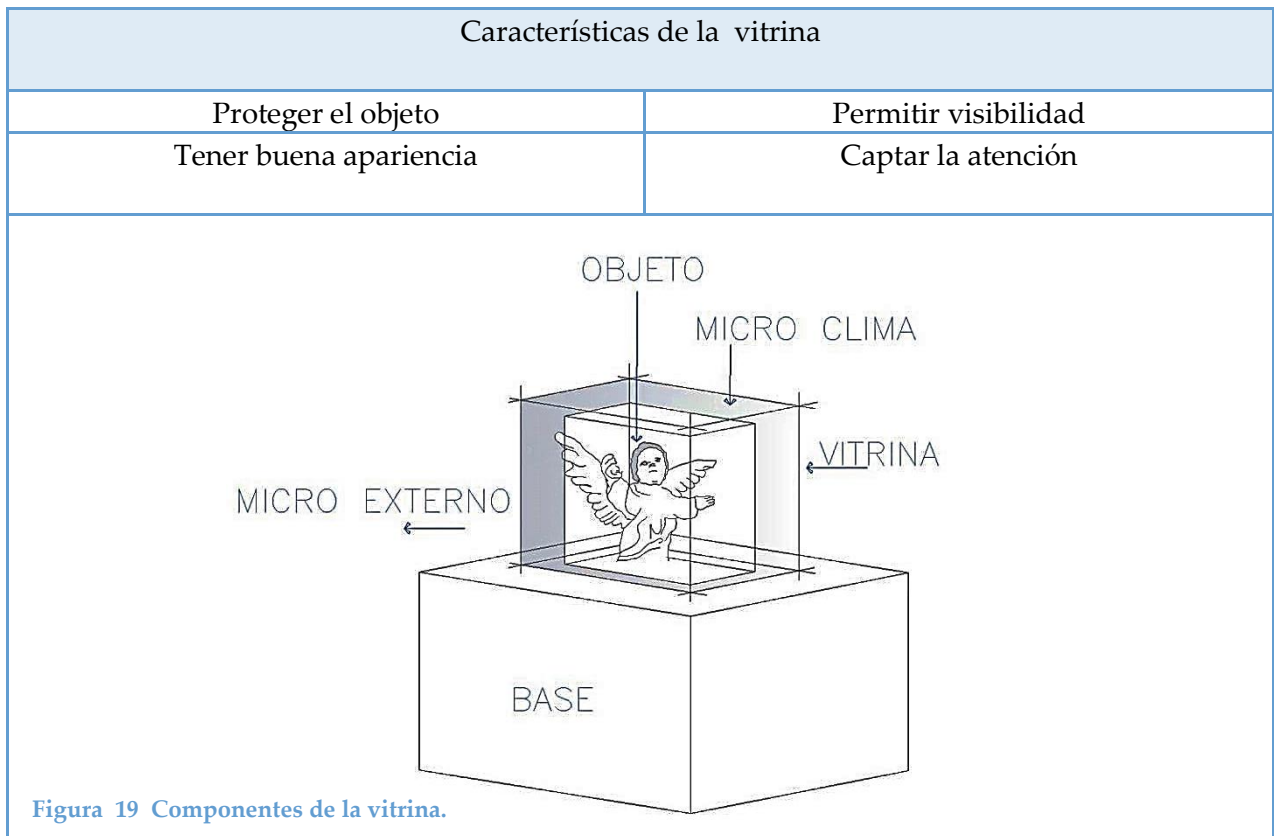 Características de la vitrina
Proteger el objeto
Permitir visibilidad
Tener buena apariencia
Captar la atención
OBJETO
MICRO CLIMA
VITRINA
MICRO EXTERNO
BASE
Figura 19 Componentes de la vitrina.